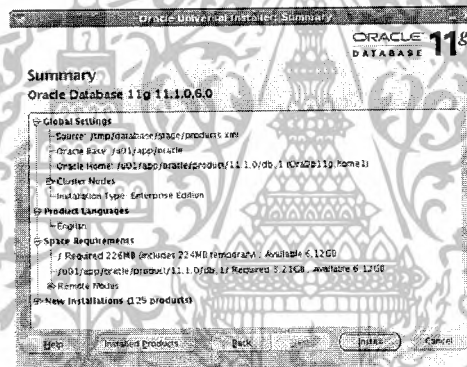 Oracle Universal Installer: Summary
ORACLE 11g
DATABASE
Summary
Oracle Database 11g 11.1.0.6.0
Global Settings
Source: /tmp/database/stage/products.xml
Oracle Base: /u01/app/oracle
Oracle Home: /u01/app/oracle/product/11.1.0/db_1 (OraDb11g_home1)
Cluster Nodes
Installation Type: Enterprise Edition
Product Languages
English
Space Requirements
/ Required 226MB (includes 224MB temporary) : Available 6.12GB
/u01/app/oracle/product/11.1.0/db_1/ Required 3.21GB : Available 6.12GB
Remote Nodes
New Installations (125 products)
Help Installed Products Back Install Cancel